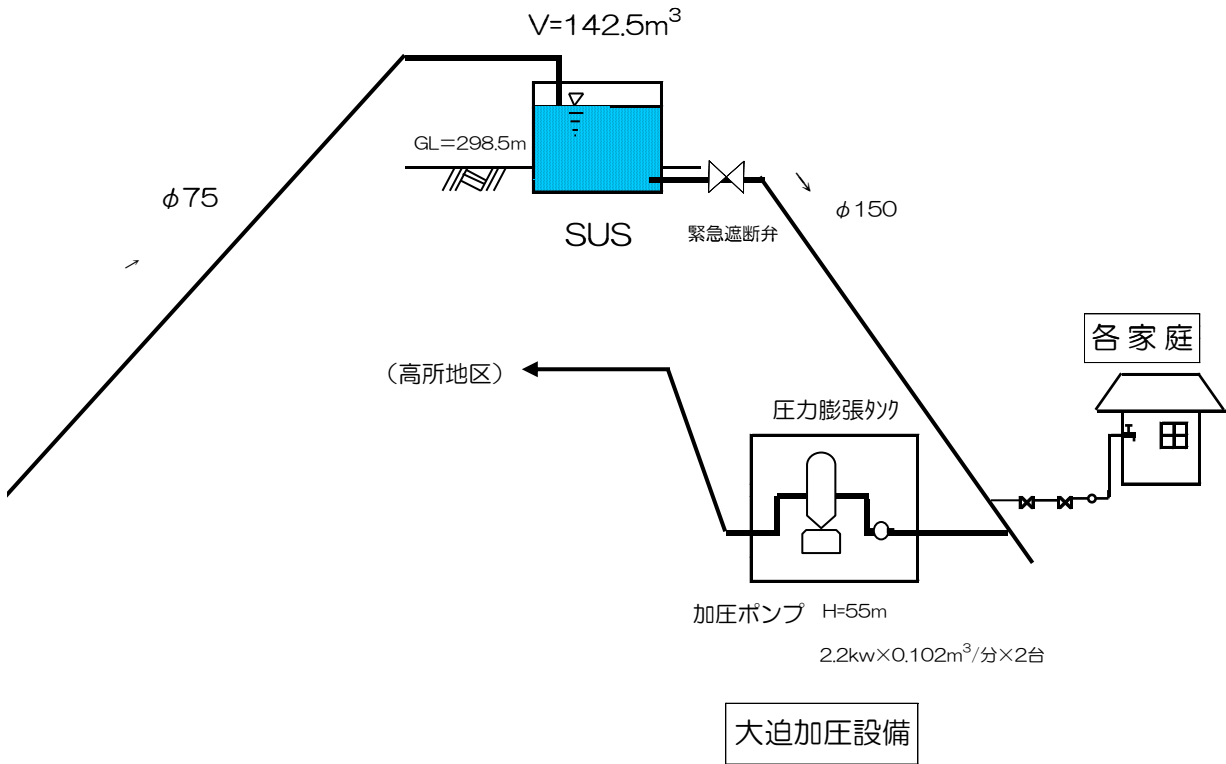 V=142.5m³
GL=298.5m
φ75
φ150
SUS
緊急遮断弁
各家庭
（高所地区）
圧力膨張ﾀﾝｸ
加圧ポンプ H=55m
2.2kw×0.102m³/分×2台
大迫加圧設備